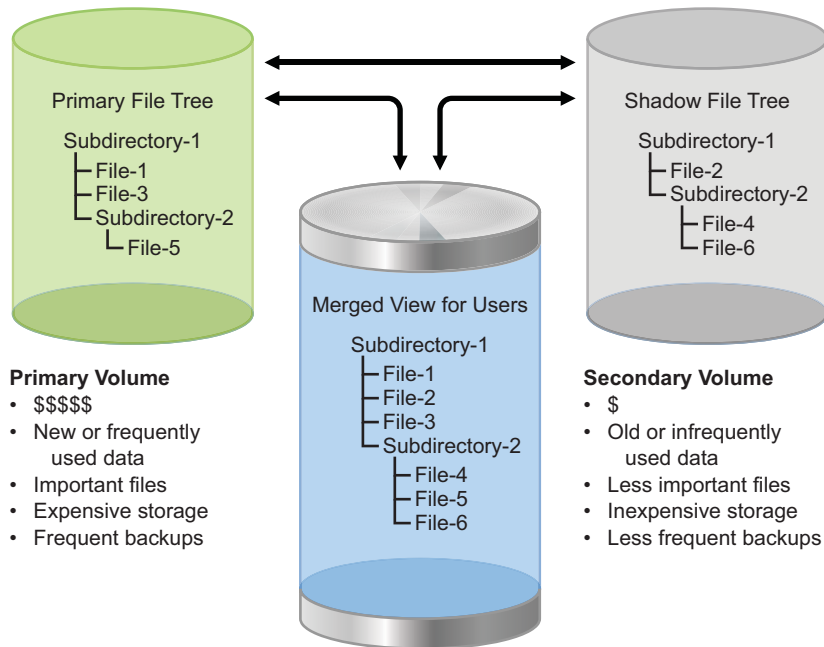 Primary File Tree
Subdirectory-1
File-1
File-3
Subdirectory-2
File-5
Shadow File Tree
Subdirectory-1
File-2
Subdirectory-2
File-4
File-6
Merged View for Users
Subdirectory-1
File-1
File-2
File-3
Subdirectory-2
File-4
File-5
File-6
Primary Volume
• $$$$$
• New or frequently
used data
• Important files
• Expensive storage
• Frequent backups
Secondary Volume
• $
• Old or infrequently
used data
• Less important files
• Inexpensive storage
• Less frequent backups